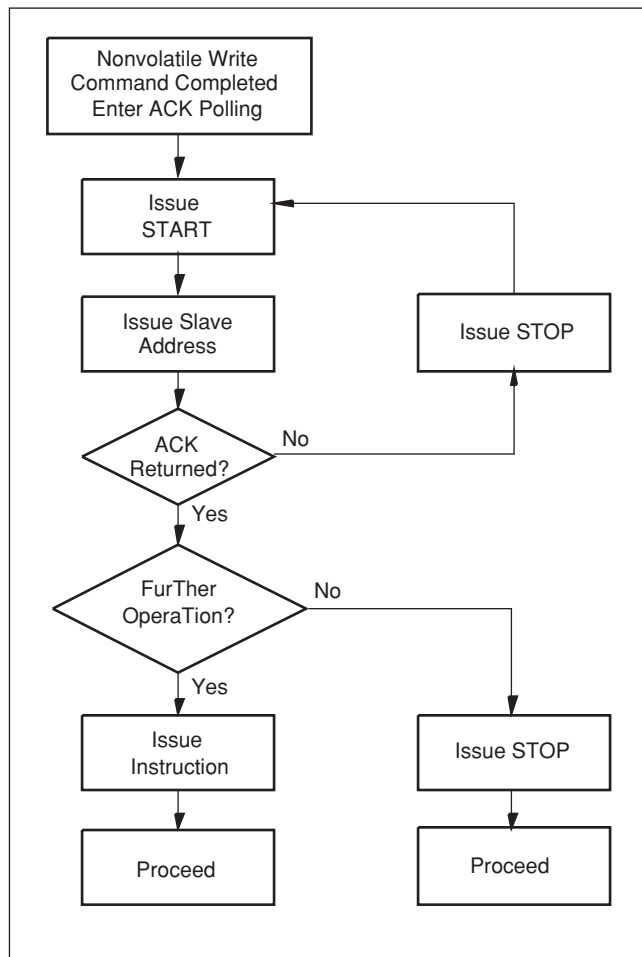 Nonvolatile Write
Command Completed
Enter ACK Polling
Issue
START
Issue Slave
Address
Issue STOP
ACK
Returned?
No
Yes
FurTher
OperaTion?
No
Yes
Issue
Instruction
Issue STOP
Proceed
Proceed